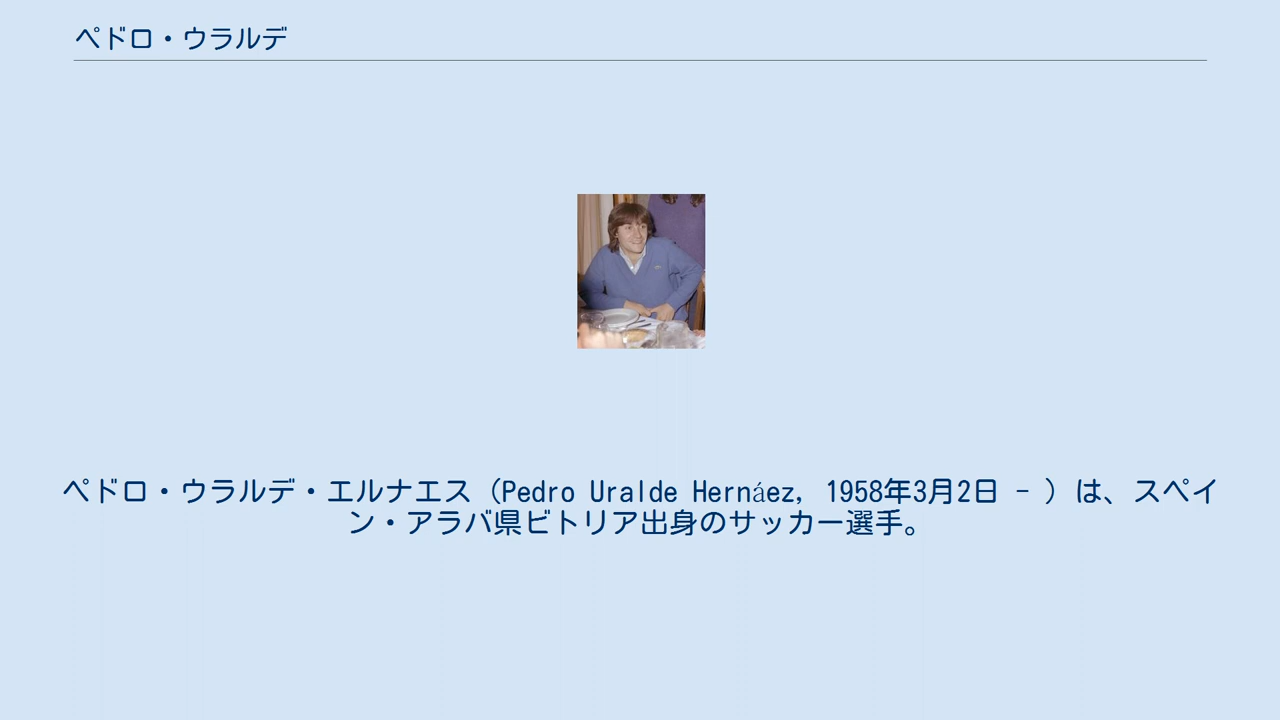 ペドロ・ウラルデ
ペドロ・ウラルデ・エルナエス（Pedro Uralde Hernáez, 1958年3月2日 - ）は、スペイ
ン・アラバ県ビトリア出身のサッカー選手。